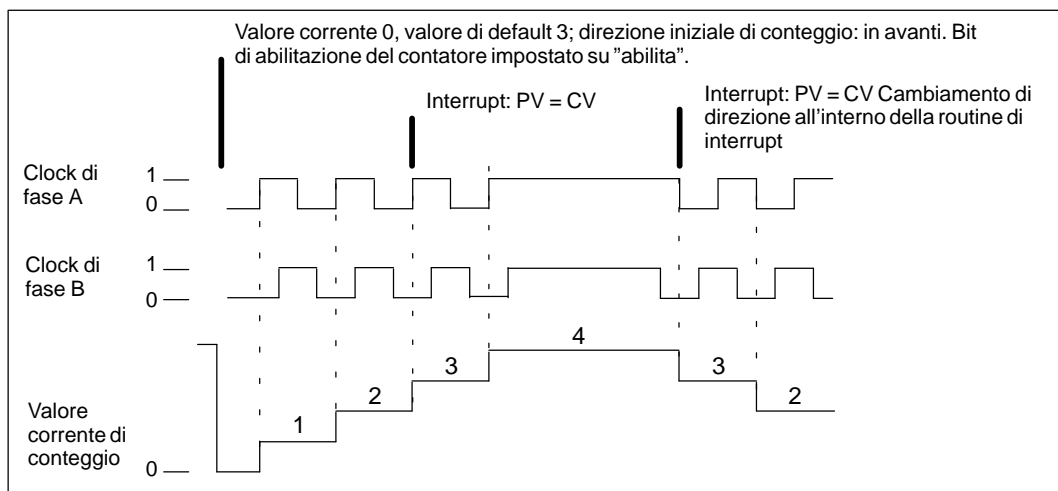 Valore corrente 0, valore di default 3; direzione iniziale di conteggio: in avanti. Bit
di abilitazione del contatore impostato su ”abilita”.
Interrupt: PV = CV
Interrupt: PV = CV Cambiamento di
direzione all'interno della routine di
interrupt
Clock di
fase A
1
0
Clock di
fase B
1
0
4
3
3
2
2
1
Valore
corrente di
conteggio
0